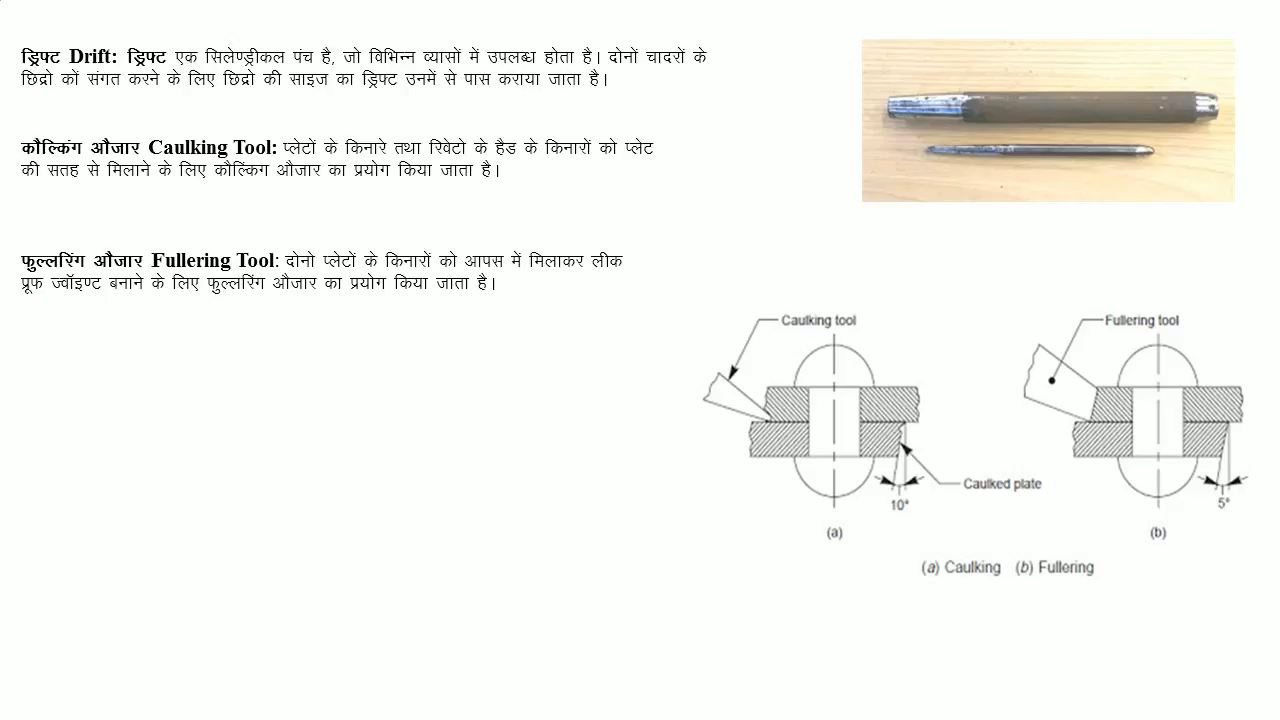 ड्रिफ्ट Drift: ड्रिफ्ट एक सिलेण्ड्रीकल पंच है, जो विभिन्न व्यासों में उपलब्ध होता है। दोनों चादरों के
छिद्रो कों संगत करने के लिए छिद्रो की साइज का ड्रिफ्ट उनमें से पास कराया जाता है।
कौल्किंग औजार Caulking Tool: प्लेटों के किनारे तथा रिवेटो के हैड के किनारों को प्लेट
की सतह से मिलाने के लिए कौल्किंग औजार का प्रयोग किया जाता है।
फुल्लरिंग औजार Fullering Tool: दोनो प्लेटों के किनारों को आपस में मिलाकर लीक
प्रूफ ज्वॉइण्ट बनाने के लिए फुल्लरिंग औजार का प्रयोग किया जाता है।
Caulking tool
Fullering tool
Caulked plate
10°
5°
(a)
(b)
(a) Caulking (b) Fullering